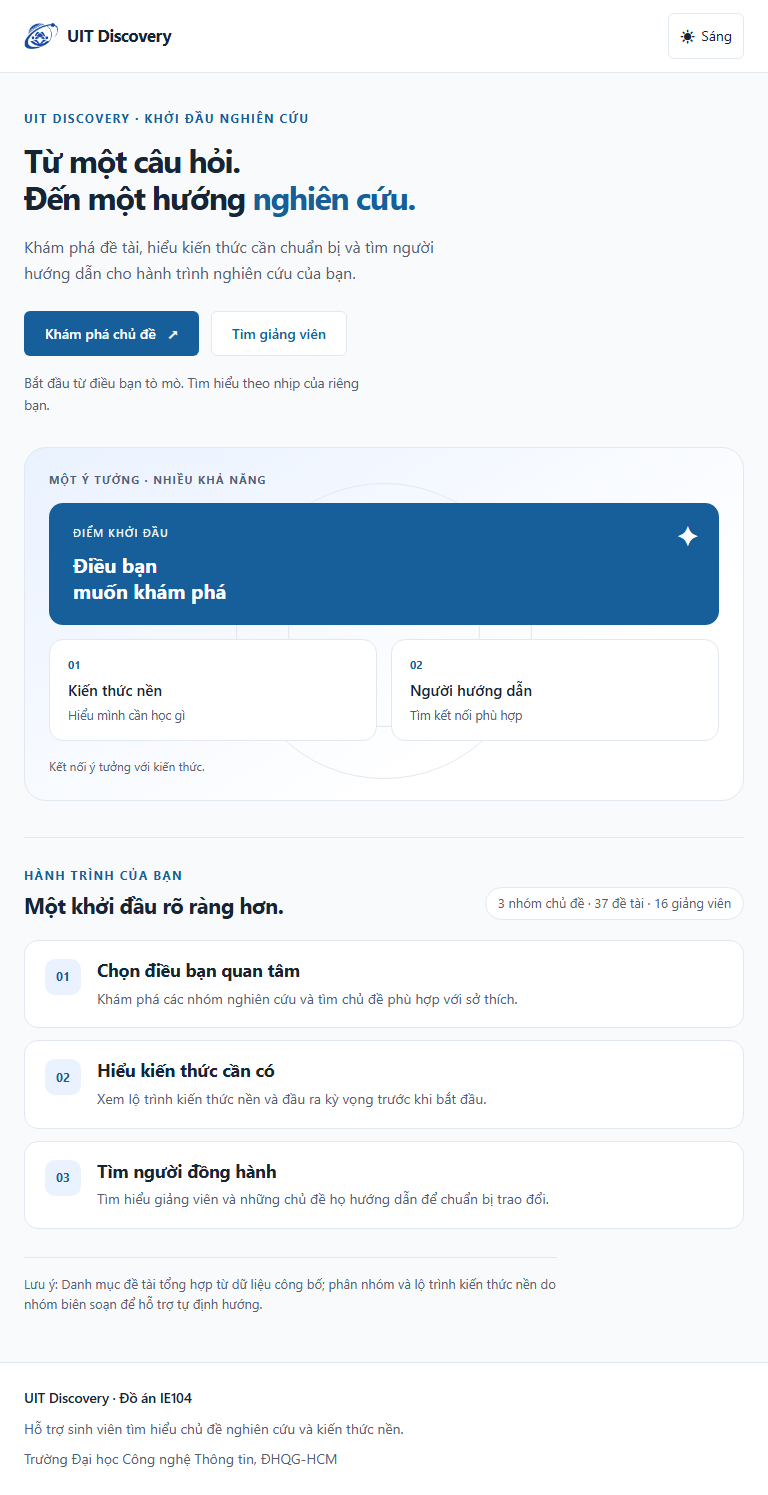 UIT Discovery
Sáng
UIT DISCOVERY · KHỞI ĐẦU NGHIÊN CỨU
Từ một câu hỏi.
Đến một hướng nghiên cứu.
Khám phá đề tài, hiểu kiến thức cần chuẩn bị và tìm người
hướng dẫn cho hành trình nghiên cứu của bạn.
Khám phá chủ đề ↗
Tìm giảng viên
Bắt đầu từ điều bạn tò mò. Tìm hiểu theo nhịp của riêng
bạn.
MỘT Ý TƯỞNG · NHIỀU KHẢ NĂNG
ĐIỂM KHỞI ĐẦU
Điều bạn
muốn khám phá
01
Kiến thức nền
Hiểu mình cần học gì
02
Người hướng dẫn
Tìm kết nối phù hợp
Kết nối ý tưởng với kiến thức.
HÀNH TRÌNH CỦA BẠN
Một khởi đầu rõ ràng hơn.
3 nhóm chủ đề · 37 đề tài · 16 giảng viên
01
Chọn điều bạn quan tâm
Khám phá các nhóm nghiên cứu và tìm chủ đề phù hợp với sở thích.
02
Hiểu kiến thức cần có
Xem lộ trình kiến thức nền và đầu ra kỳ vọng trước khi bắt đầu.
03
Tìm người đồng hành
Tìm hiểu giảng viên và những chủ đề họ hướng dẫn để chuẩn bị trao đổi.
Lưu ý: Danh mục đề tài tổng hợp từ dữ liệu công bố; phân nhóm và lộ trình kiến thức nền do
nhóm biên soạn để hỗ trợ tự định hướng.
UIT Discovery · Đồ án IE104
Hỗ trợ sinh viên tìm hiểu chủ đề nghiên cứu và kiến thức nền.
Trường Đại học Công nghệ Thông tin, ĐHQG-HCM